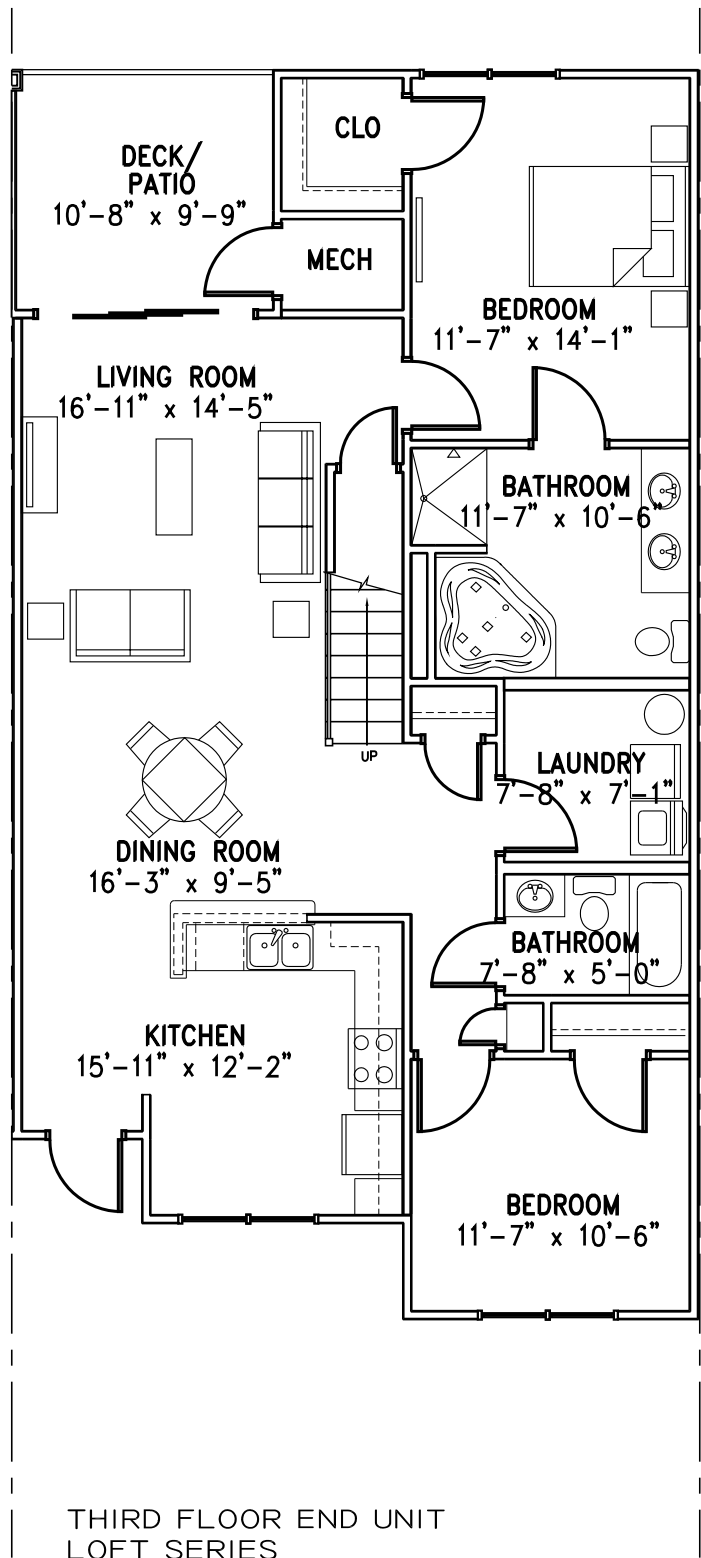 CLO
DECK/
PATIO
10'-8" x 9'-9"
MECH
BEDROOM
11'-7" x 14'-1"
LIVING ROOM
16'-11" x 14'-5"
BATHROOM
11'-7" x 10'-6"
UP
LAUNDRY
7'-8" x 7'-1"
DINING ROOM
16'-3" x 9'-5"
BATHROOM
7'-8" x 5'-0"
KITCHEN
15'-11" x 12'-2"
BEDROOM
11'-7" x 10'-6"
THIRD FLOOR END UNIT
LOFT SERIES